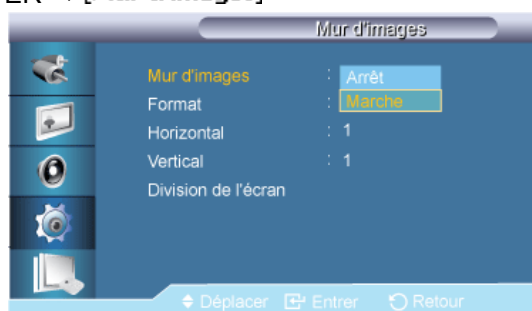 Mur d'images
Mur d'images : Arrêt
Format : Marche
Horizontal : 1
Vertical : 1
Division de l'écran
Déplacer Entrer Retour